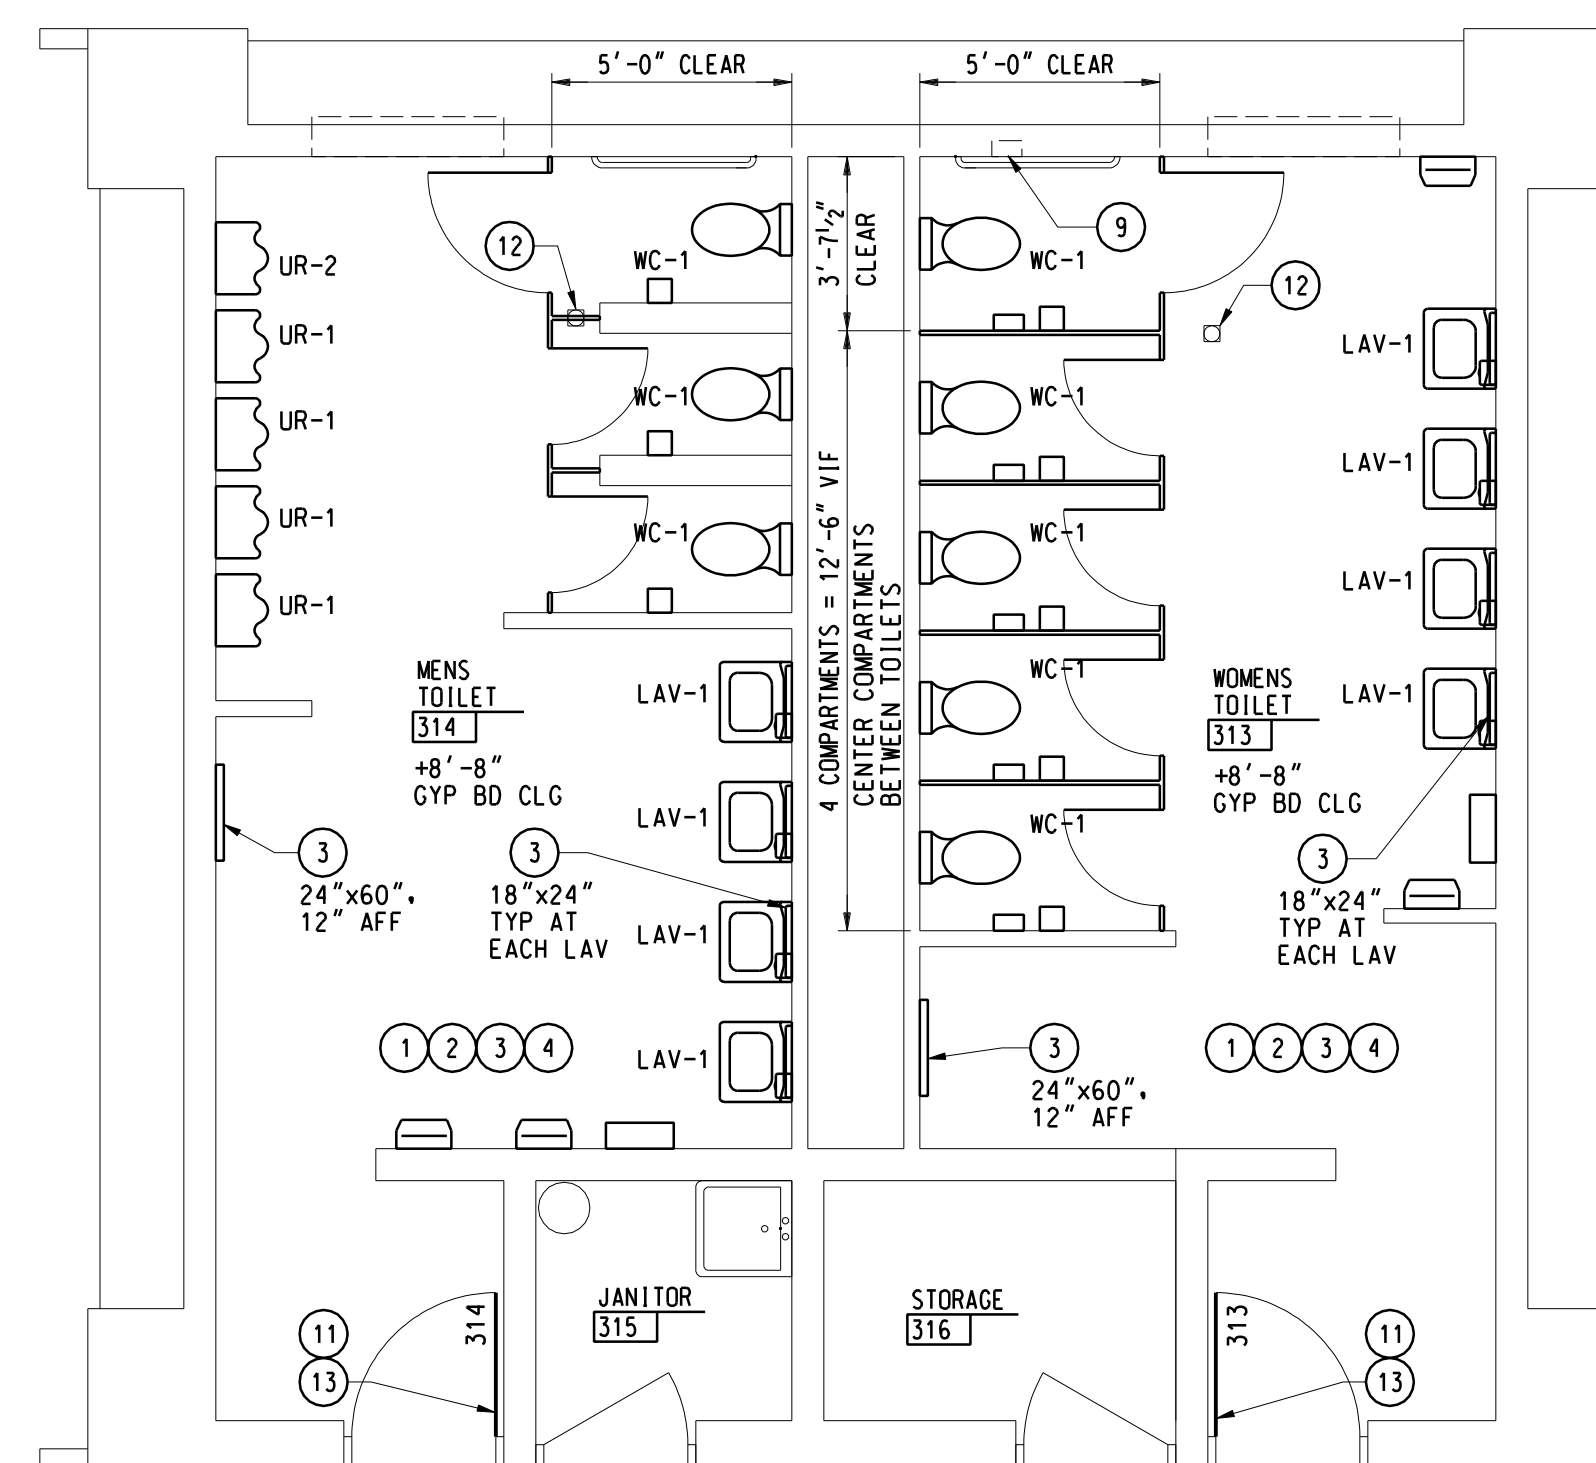 5'-0" CLEAR
5'-0" CLEAR
3'-7 1/2"
CLEAR
9
12
12
UR-2
UR-1
UR-1
UR-1
UR-1
WC-1
WC-1
WC-1
WC-1
WC-1
WC-1
WC-1
WC-1
LAV-1
LAV-1
LAV-1
LAV-1
4 COMPARTMENTS = 12'-6" VIF
CENTER COMPARTMENTS
BETWEEN TOILETS
MENS
TOILET
314
+8'-8"
GYP BD CLG
LAV-1
LAV-1
LAV-1
LAV-1
WOMENS
TOILET
313
+8'-8"
GYP BD CLG
3
24"x60",
12" AFF
3
18"x24"
TYP AT
EACH LAV
3
18"x24"
TYP AT
EACH LAV
1 2 3 4
3
24"x60",
12" AFF
1 2 3 4
JANITOR
315
STORAGE
316
314
11
13
313
11
13